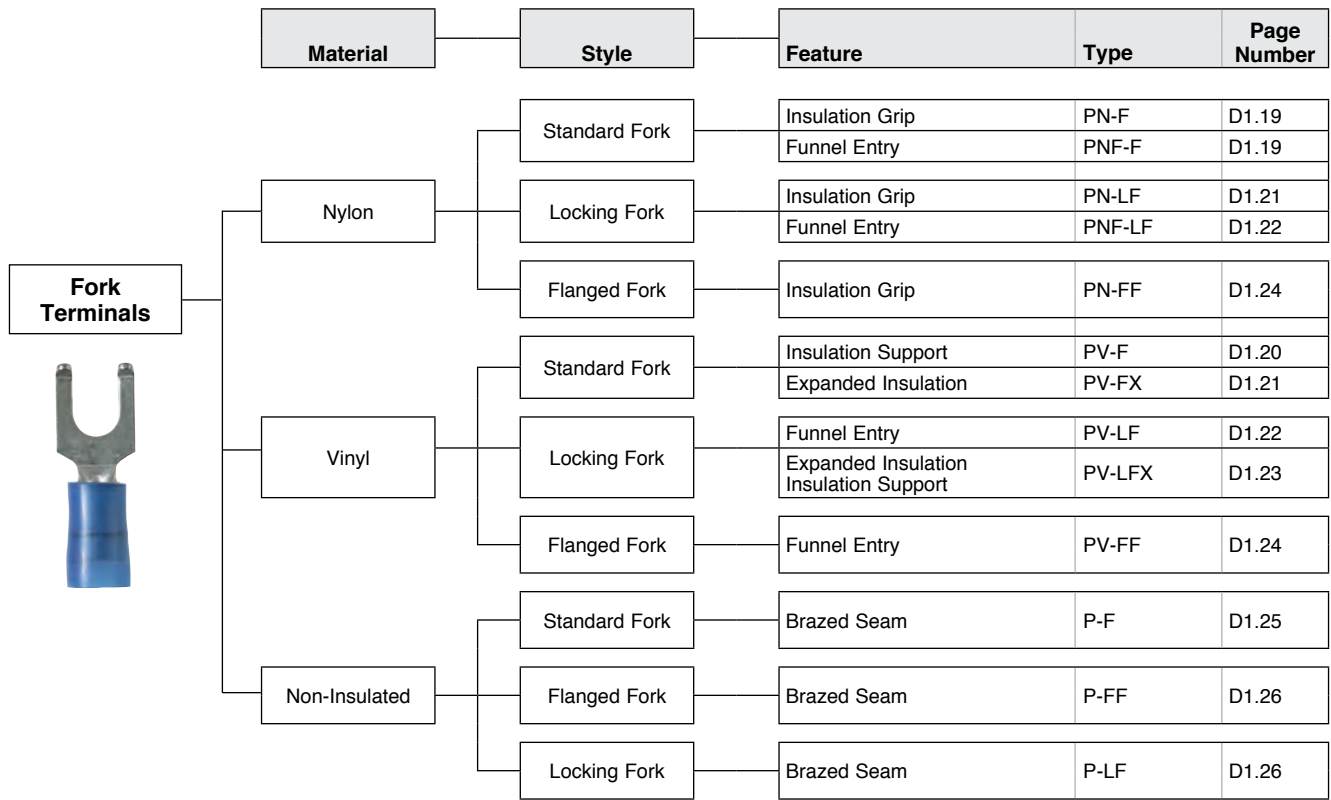 Material Style Feature Type Page
Number
Standard Fork
Insulation Grip PN-F D1.19
Funnel Entry PNF-F D1.19
Nylon
Locking Fork
Insulation Grip PN-LF D1.21
Funnel Entry PNF-LF D1.22
Fork
Terminals
Flanged Fork Insulation Grip PN-FF D1.24
Standard Fork
Insulation Support PV-F D1.20
Expanded Insulation PV-FX D1.21
Vinyl
Locking Fork
Funnel Entry PV-LF D1.22
Expanded Insulation
Insulation Support PV-LFX D1.23
Flanged Fork Funnel Entry PV-FF D1.24
Standard Fork Brazed Seam P-F D1.25
Non-Insulated Flanged Fork Brazed Seam P-FF D1.26
Locking Fork Brazed Seam P-LF D1.26